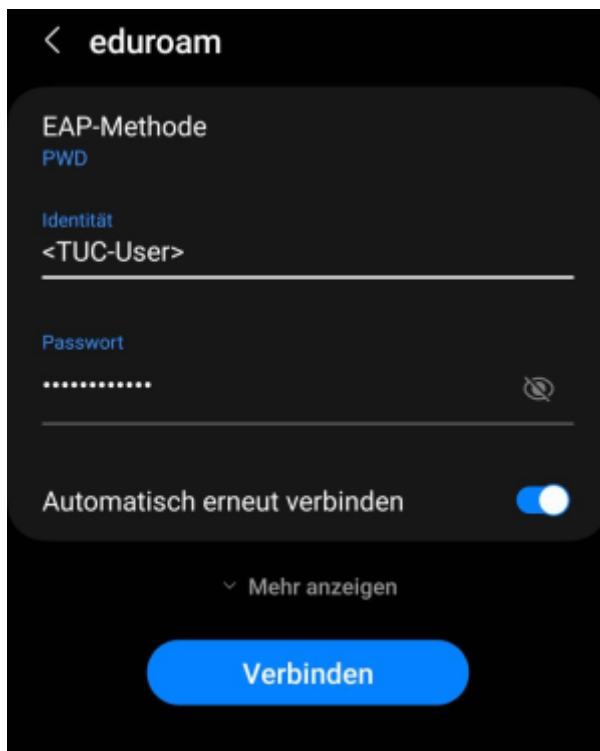 eduroam
EAP-Methode
PWD
Identität
<TUC-User>
Passwort
••••••••••••
Automatisch erneut verbinden
Mehr anzeigen
Verbinden